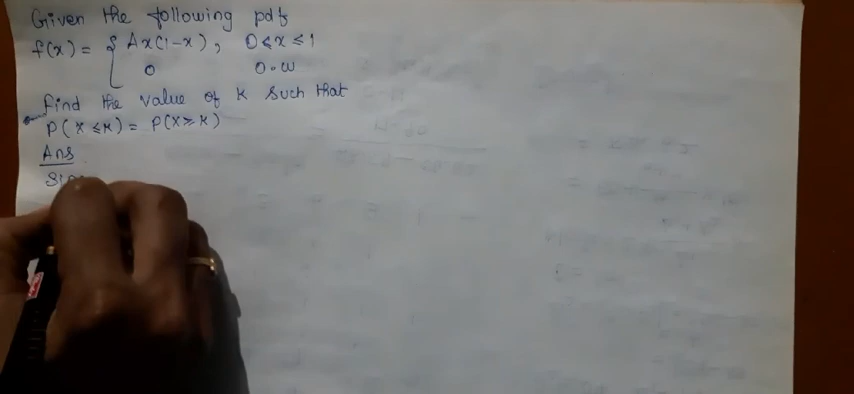 Given the following pdf
f(x) = { Ax(1-x), 0 ≤ x ≤ 1
0 o.w
find the value of K such that
P(X ≤ K) = P(X ≥ K)
Ans